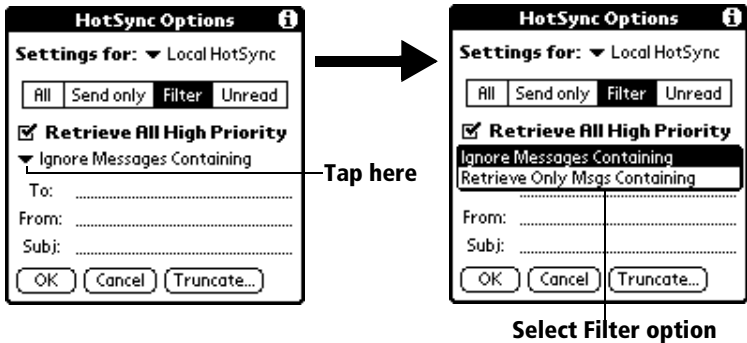 HotSync Options
Settings for: Local HotSync
All Send only Filter Unread
Retrieve All High Priority
Ignore Messages Containing
To:
From:
Subj:
OK Cancel Truncate...
Tap here
HotSync Options
Settings for: Local HotSync
All Send only Filter Unread
Retrieve All High Priority
Ignore Messages Containing
Retrieve Only Msgs Containing
From:
Subj:
OK Cancel Truncate...
Select Filter option